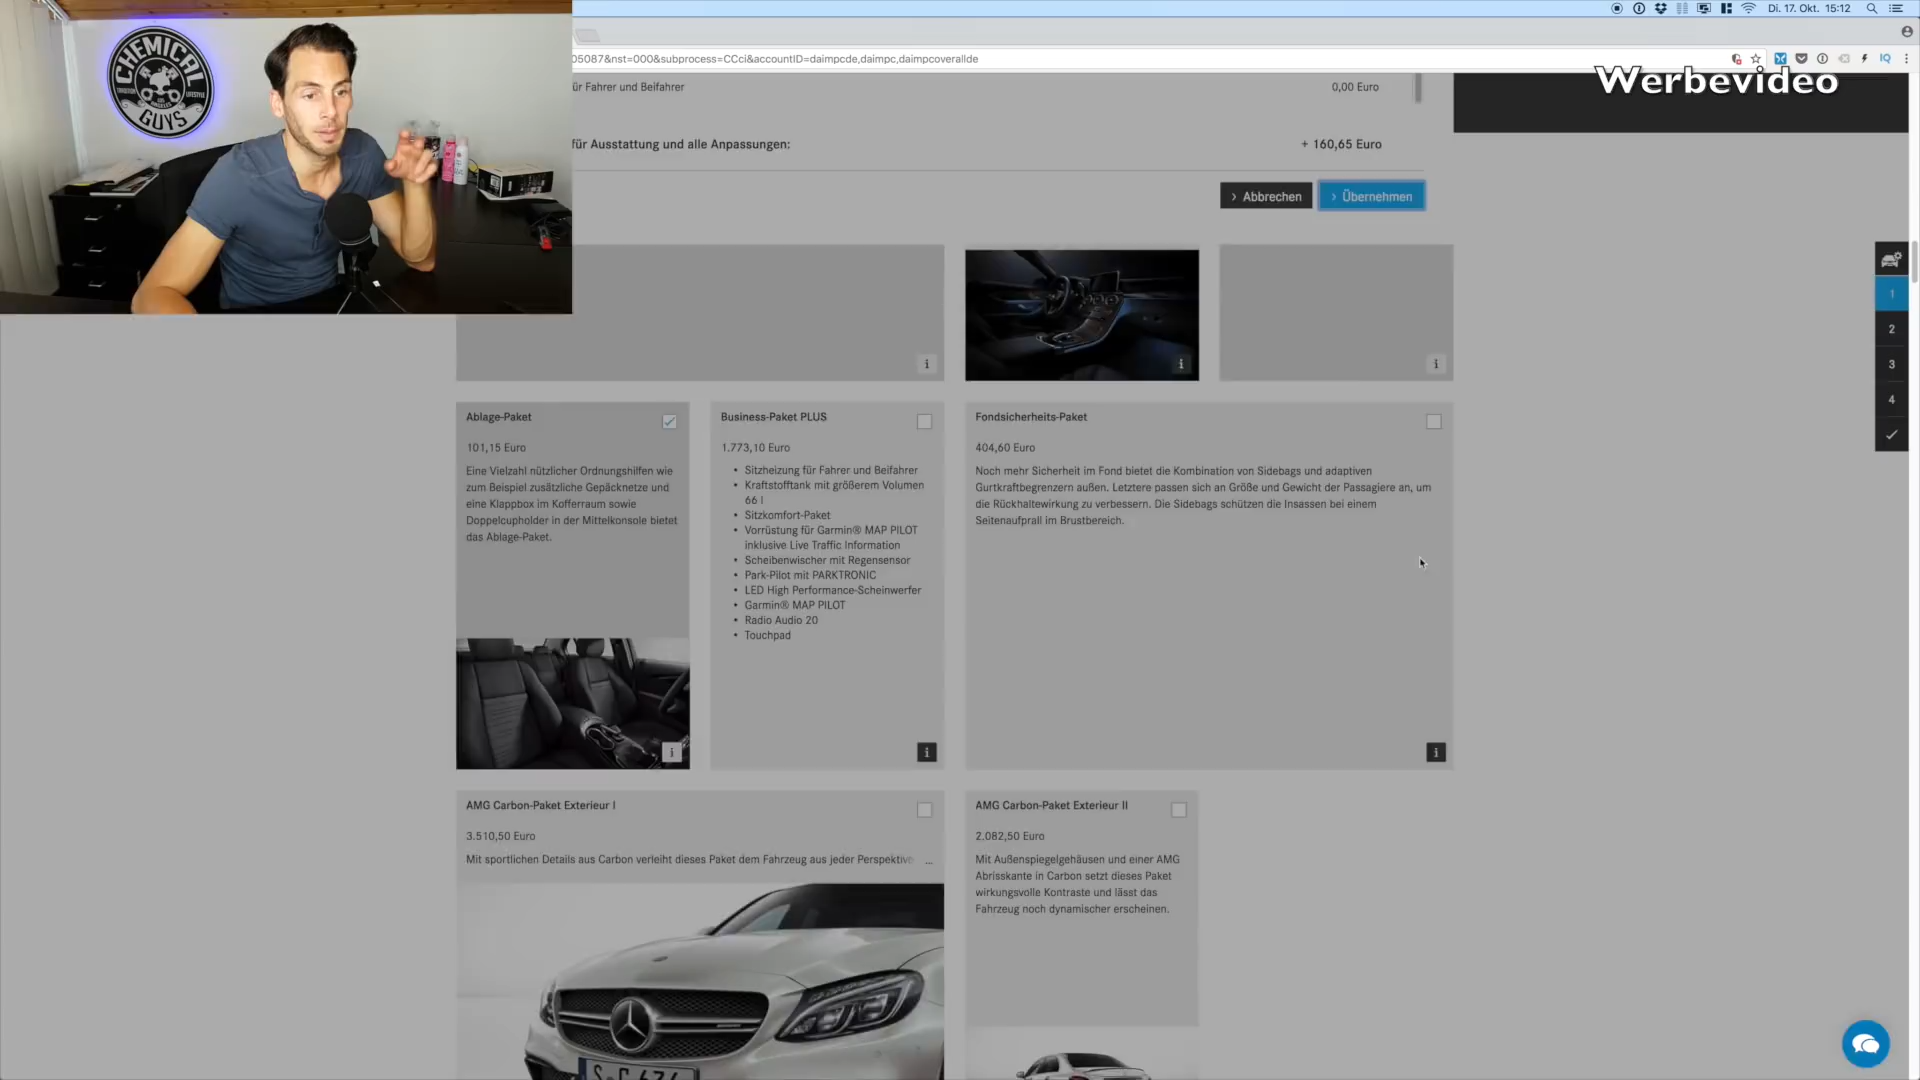 Di. 17. Okt. 15:12
05087&nst=000&subprocess=CCci&accountID=daimpcde,daimpc,daimpcoverallde
IQ
Werbevideo
CHEMICAL
GUYS
ür Fahrer und Beifahrer
0,00 Euro
für Ausstattung und alle Anpassungen:
+ 160,65 Euro
› Abbrechen
› Übernehmen
i
i
i
1
2
3
4
Ablage-Paket
101,15 Euro
Eine Vielzahl nützlicher Ordnungshilfen wie
zum Beispiel zusätzliche Gepäcknetze und
eine Klappbox im Kofferraum sowie
Doppelcupholder in der Mittelkonsole bietet
das Ablage-Paket.
i
Business-Paket PLUS
1.773,10 Euro
• Sitzheizung für Fahrer und Beifahrer
• Kraftstofftank mit größerem Volumen
66 l
• Sitzkomfort-Paket
• Vorrüstung für Garmin® MAP PILOT
inklusive Live Traffic Information
• Scheibenwischer mit Regensensor
• Park-Pilot mit PARKTRONIC
• LED High Performance-Scheinwerfer
• Garmin® MAP PILOT
• Radio Audio 20
• Touchpad
i
Fondsicherheits-Paket
404,60 Euro
Noch mehr Sicherheit im Fond bietet die Kombination von Sidebags und adaptiven
Gurtkraftbegrenzern außen. Letztere passen sich an Größe und Gewicht der Passagiere an, um
die Rückhaltewirkung zu verbessern. Die Sidebags schützen die Insassen bei einem
Seitenaufprall im Brustbereich.
i
AMG Carbon-Paket Exterieur I
3.510,50 Euro
Mit sportlichen Details aus Carbon verleiht dieses Paket dem Fahrzeug aus jeder Perspektive ...
AMG Carbon-Paket Exterieur II
2.082,50 Euro
Mit Außenspiegelgehäusen und einer AMG
Abrisskante in Carbon setzt dieses Paket
wirkungsvolle Kontraste und lässt das
Fahrzeug noch dynamischer erscheinen.